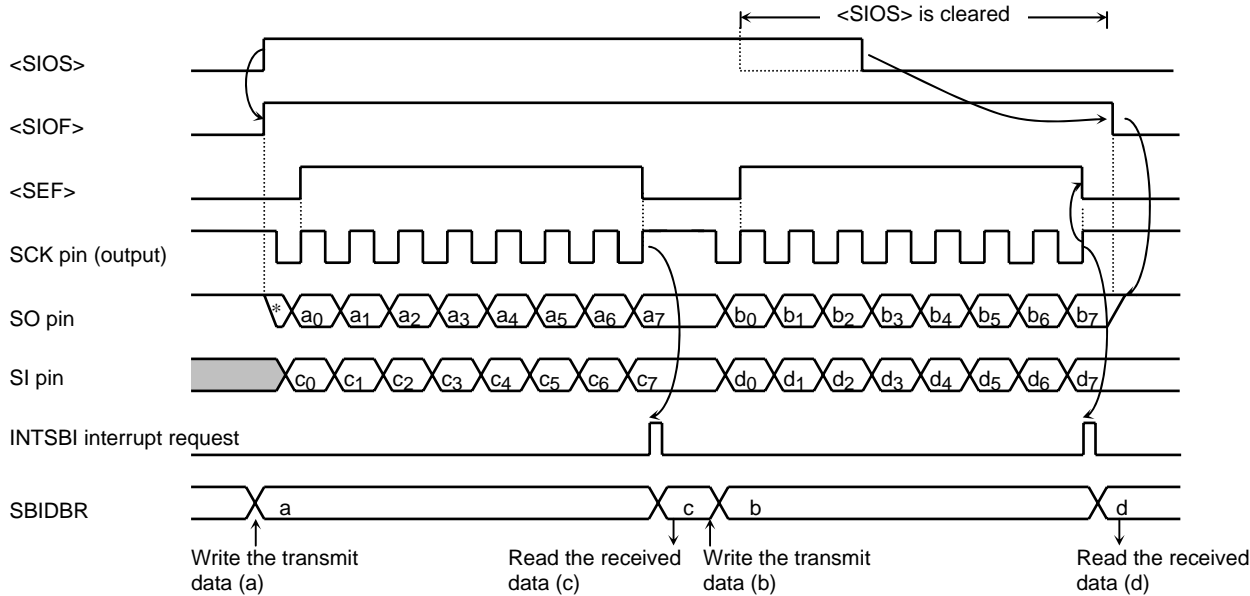 <SIOS> is cleared
<SIOS>
<SIOF>
<SEF>
SCK pin (output)
SO pin
* a0 a1 a2 a3 a4 a5 a6 a7 b0 b1 b2 b3 b4 b5 b6 b7
SI pin
c0 c1 c2 c3 c4 c5 c6 c7 d0 d1 d2 d3 d4 d5 d6 d7
INTSBI interrupt request
SBIDBR
a c b d
Write the transmit
data (a)
Read the received
data (c)
Write the transmit
data (b)
Read the received
data (d)